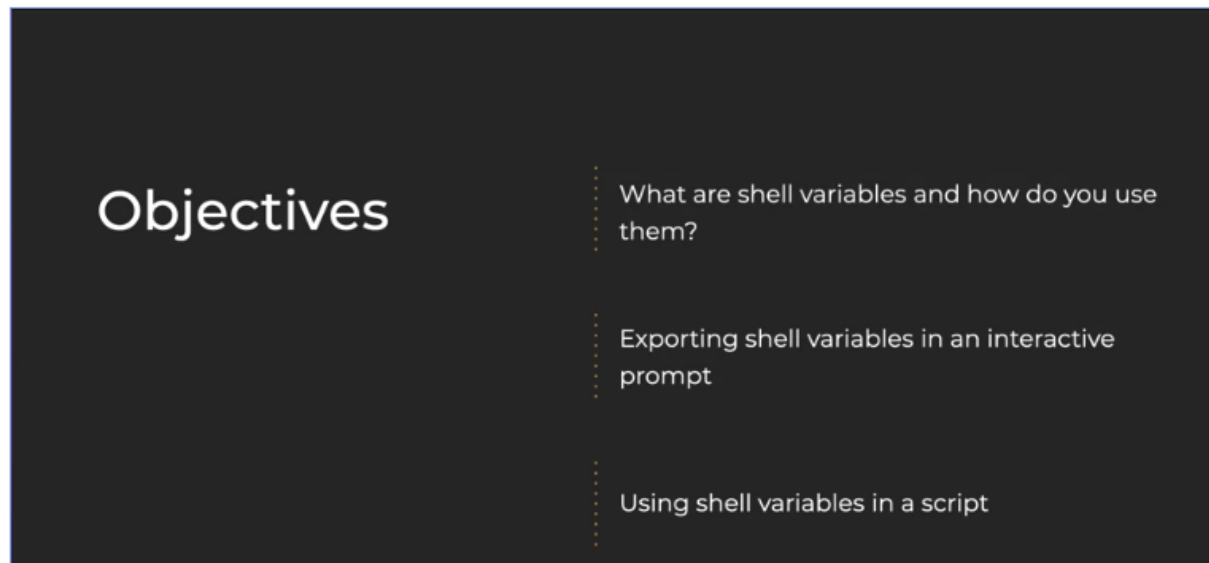 Objectives
What are shell variables and how do you use
them?
Exporting shell variables in an interactive
prompt
Using shell variables in a script